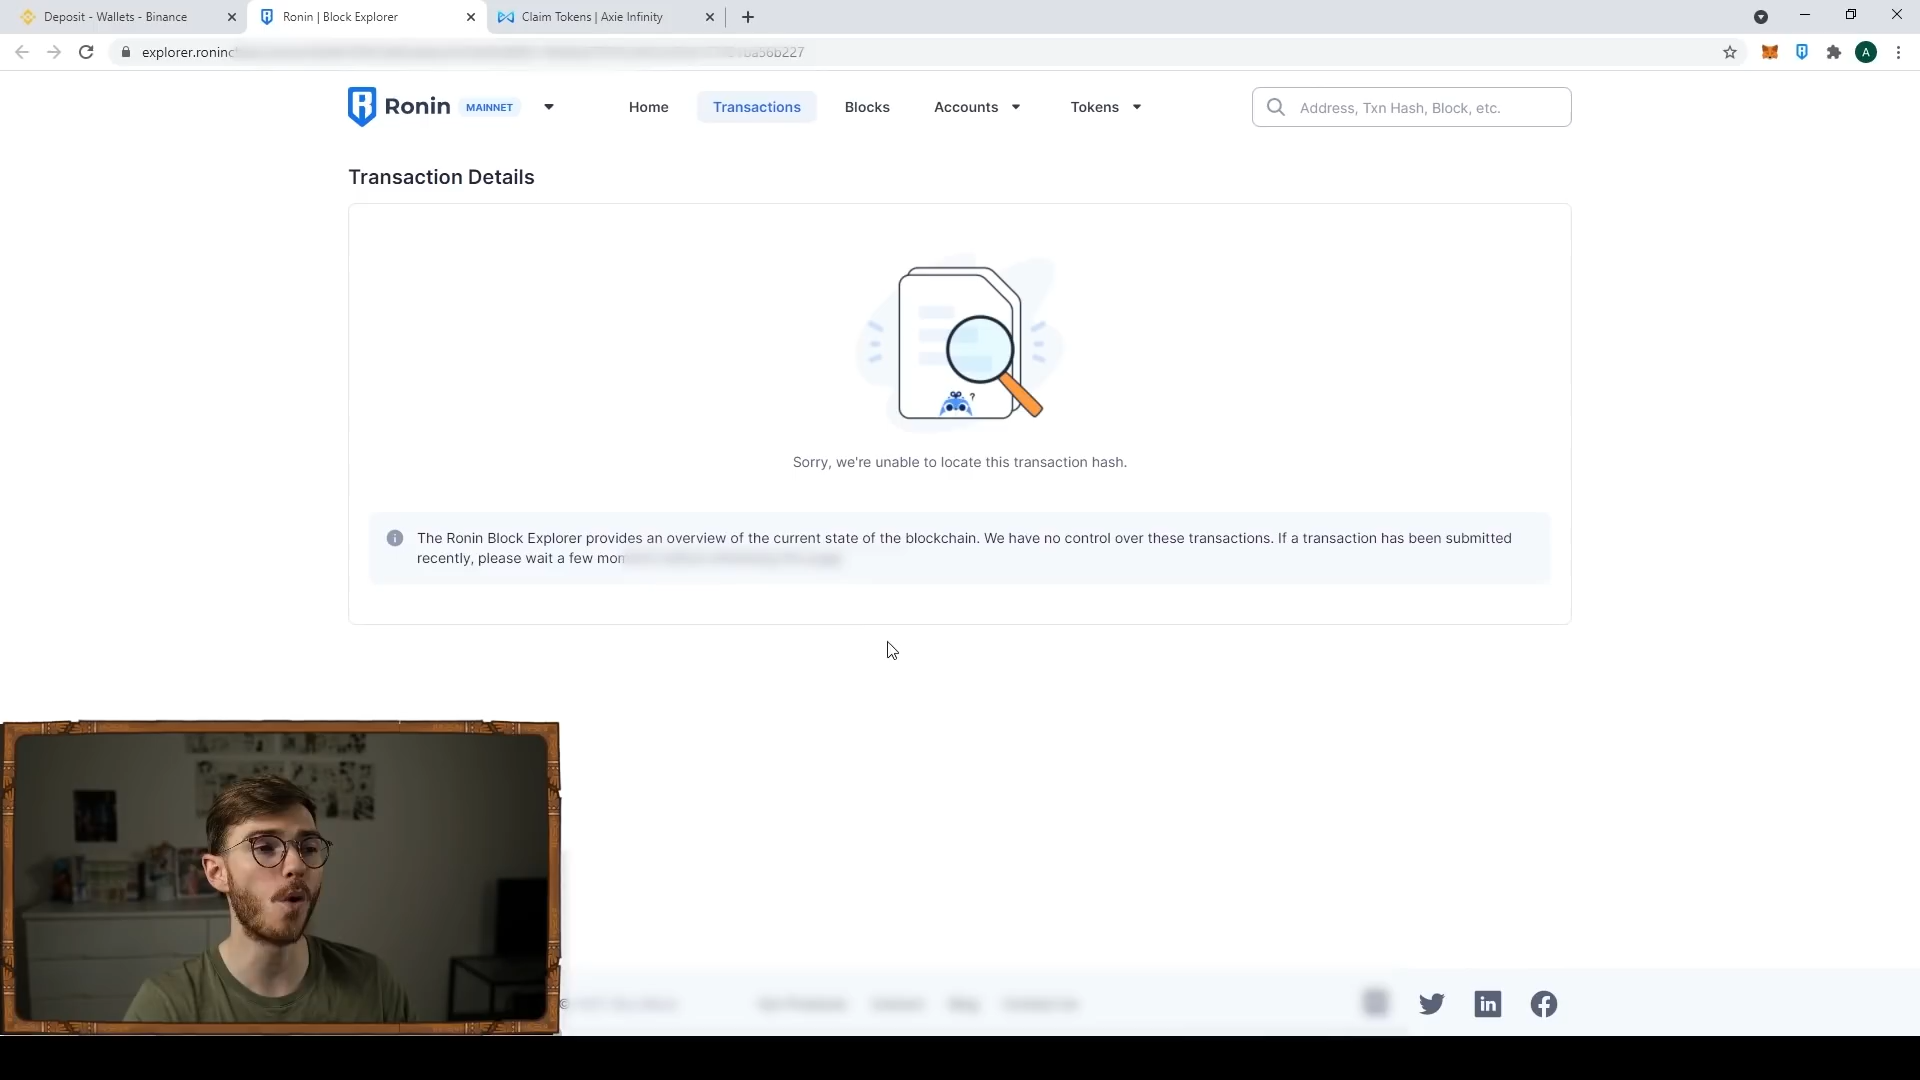 Deposit - Wallets - Binance
Ronin | Block Explorer
Claim Tokens | Axie Infinity
explorer.ronin
56b227
A
Ronin MAINNET
Home
Transactions
Blocks
Accounts
Tokens
Address, Txn Hash, Block, etc.
Transaction Details
?
Sorry, we're unable to locate this transaction hash.
The Ronin Block Explorer provides an overview of the current state of the blockchain. We have no control over these transactions. If a transaction has been submitted
recently, please wait a few
©